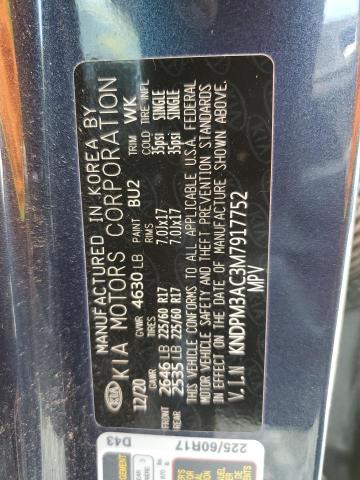 MANUFACTURED IN KOREA BY
KIA KIA MOTORS CORPORATION
12/20 GVWR 4630 LB PAINT BU2 TRIM WK
GAWR TIRES RIMS COLD TIRE INFL
FRONT 2646 LB 225/60 R17 7.0Jx17 35psi SINGLE
REAR 2535 LB 225/60 R17 7.0Jx17 35psi SINGLE
THIS VEHICLE CONFORMS TO ALL APPLICABLE U.S.A. FEDERAL
MOTOR VEHICLE SAFETY AND THEFT PREVENTION STANDARDS
IN EFFECT ON THE DATE OF MANUFACTURE SHOWN ABOVE.
V.I.N KNDPM3AC3M7917752
MPV
D43
225/60R17